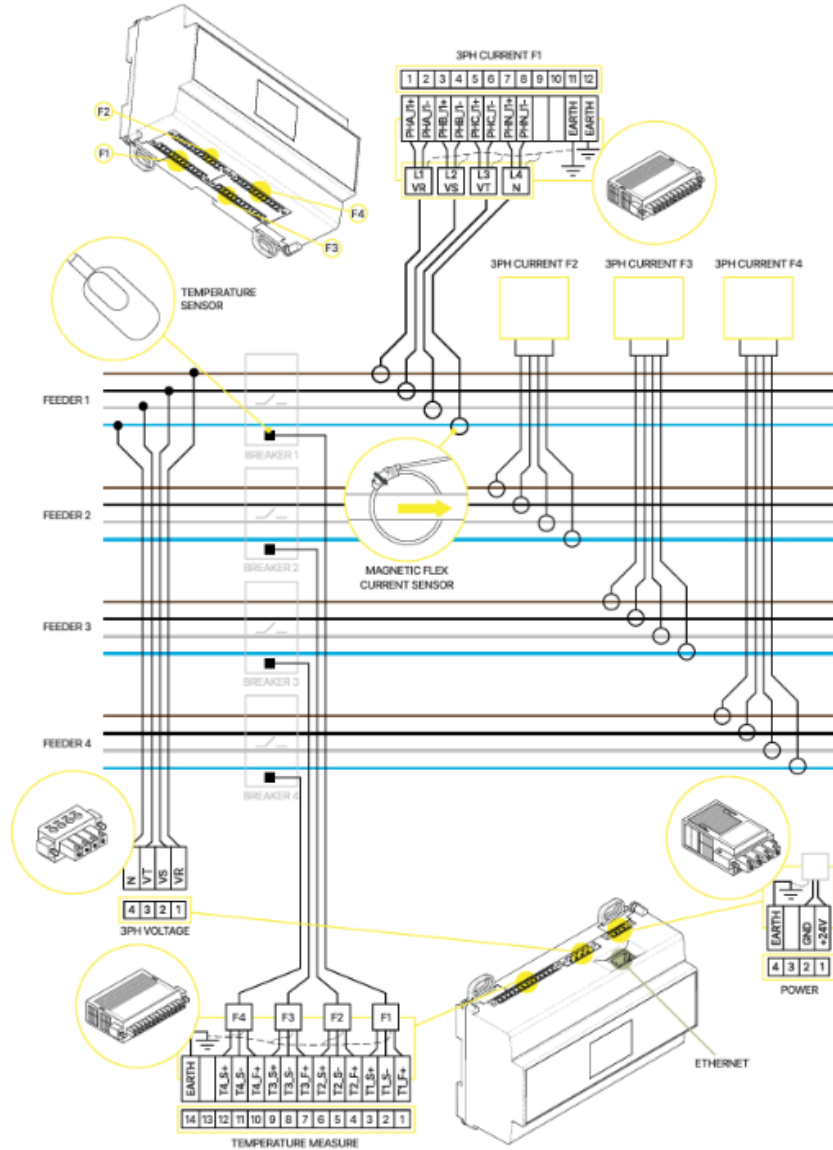 3PH CURRENT F1
1 2 3 4 5 6 7 8 9 10 11 12
PHA_I1+
PHA_I1-
PHB_I1+
PHB_I1-
PHC_I1+
PHC_I1-
PHN_I1+
PHN_I1-
EARTH
EARTH
L1 L2 L3 L4
VR VS VT N
F2
F1
F4
F3
TEMPERATURE
SENSOR
3PH CURRENT F2
3PH CURRENT F3
3PH CURRENT F4
FEEDER 1
BREAKER 1
FEEDER 2
BREAKER 2
MAGNETIC FLEX
CURRENT SENSOR
FEEDER 3
BREAKER 3
FEEDER 4
BREAKER 4
N
VT
VS
VR
4 3 2 1
3PH VOLTAGE
EARTH
GND
+24V
4 3 2 1
POWER
F4 F3 F2 F1
EARTH
T4_S+
T4_S-
T4_F+
T3_S+
T3_S-
T3_F+
T2_S+
T2_S-
T2_F+
T1_S+
T1_S-
T1_F+
14 13 12 11 10 9 8 7 6 5 4 3 2 1
TEMPERATURE MEASURE
ETHERNET